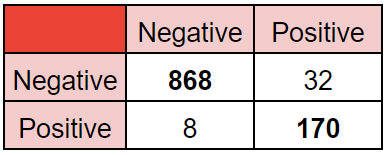 Negative Positive
Negative 868 32
Positive 8 170